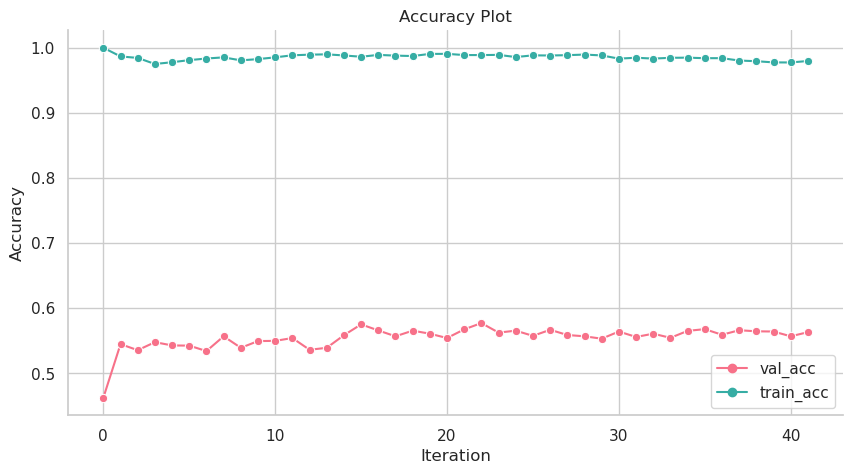 Accuracy Plot
1.0
0.9
0.8
0.7
0.6
0.5
Accuracy
0 10 20 30 40
Iteration
val_acc
train_acc